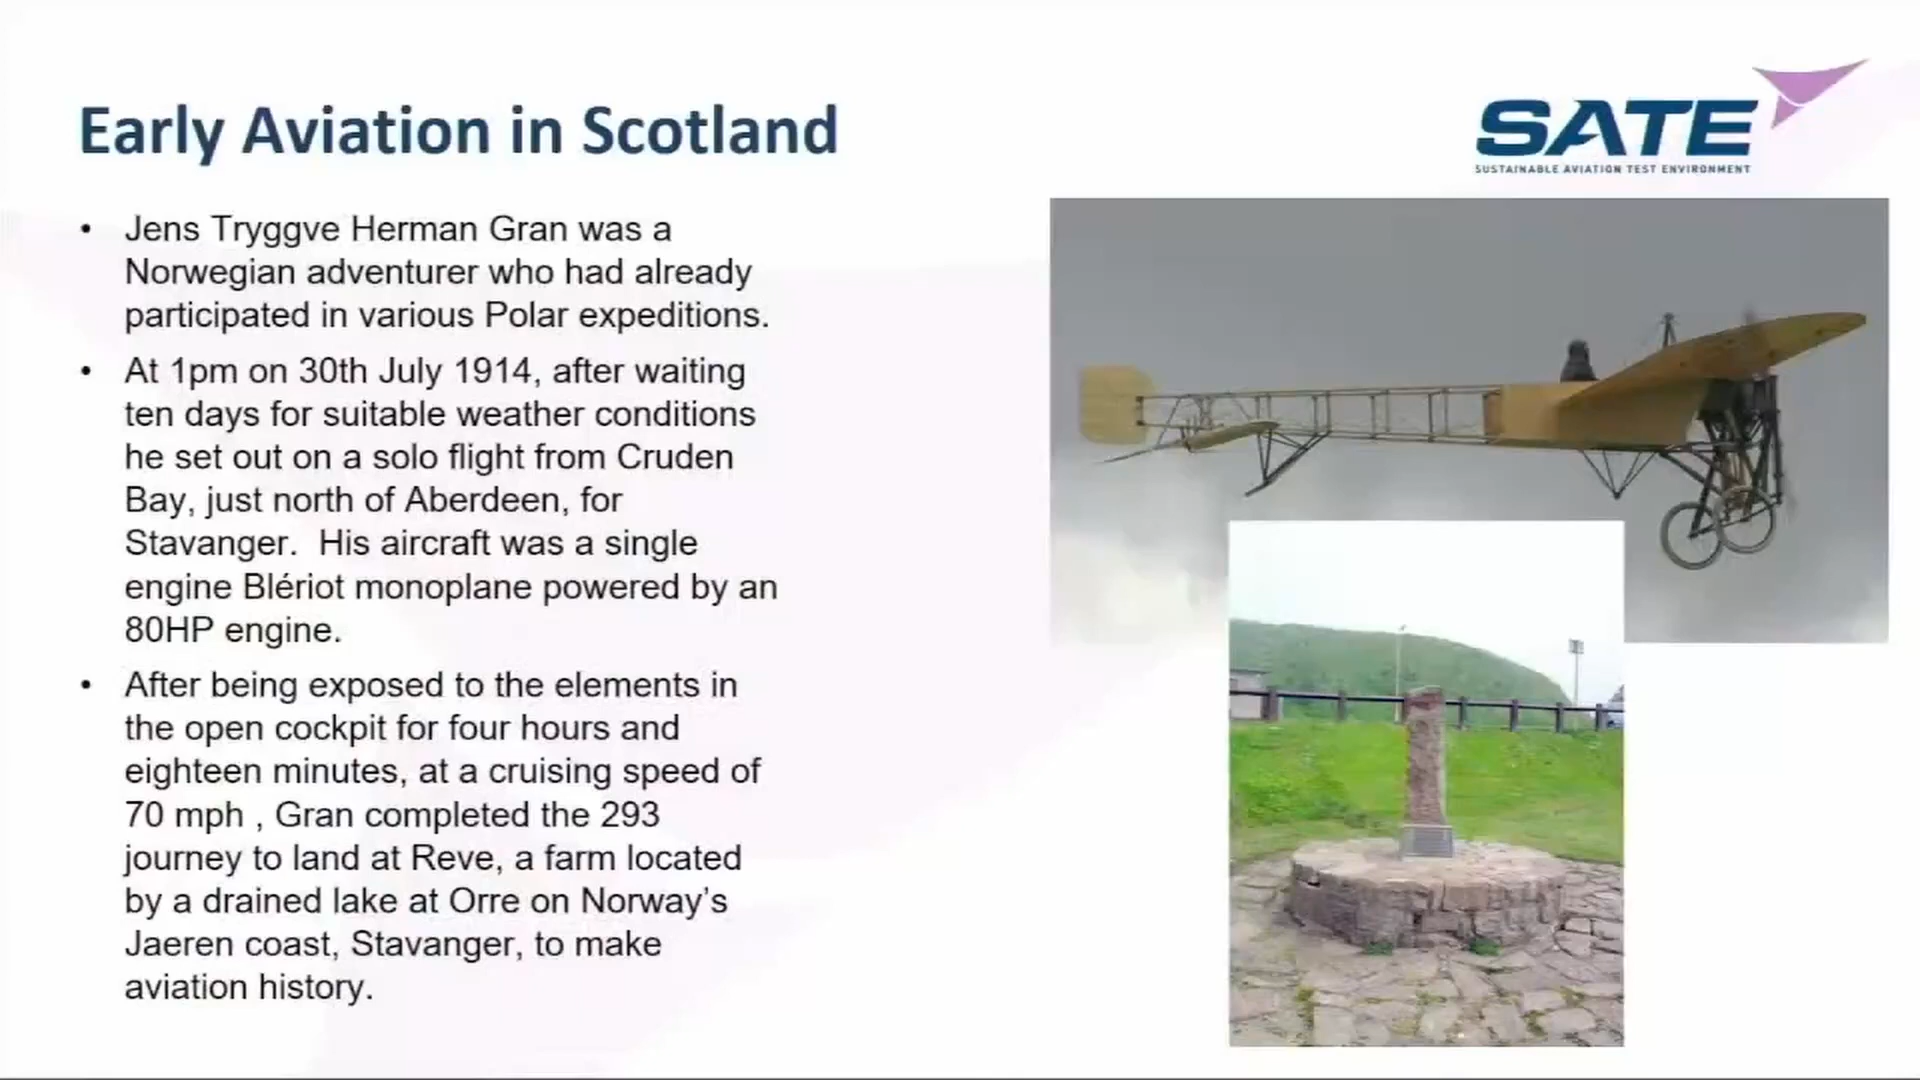 Early Aviation in Scotland
SATE
SUSTAINABLE AVIATION TEST ENVIRONMENT
• Jens Tryggve Herman Gran was a
Norwegian adventurer who had already
participated in various Polar expeditions.
• At 1pm on 30th July 1914, after waiting
ten days for suitable weather conditions
he set out on a solo flight from Cruden
Bay, just north of Aberdeen, for
Stavanger.  His aircraft was a single
engine Blériot monoplane powered by an
80HP engine.
• After being exposed to the elements in
the open cockpit for four hours and
eighteen minutes, at a cruising speed of
70 mph , Gran completed the 293
journey to land at Reve, a farm located
by a drained lake at Orre on Norway’s
Jaeren coast, Stavanger, to make
aviation history.